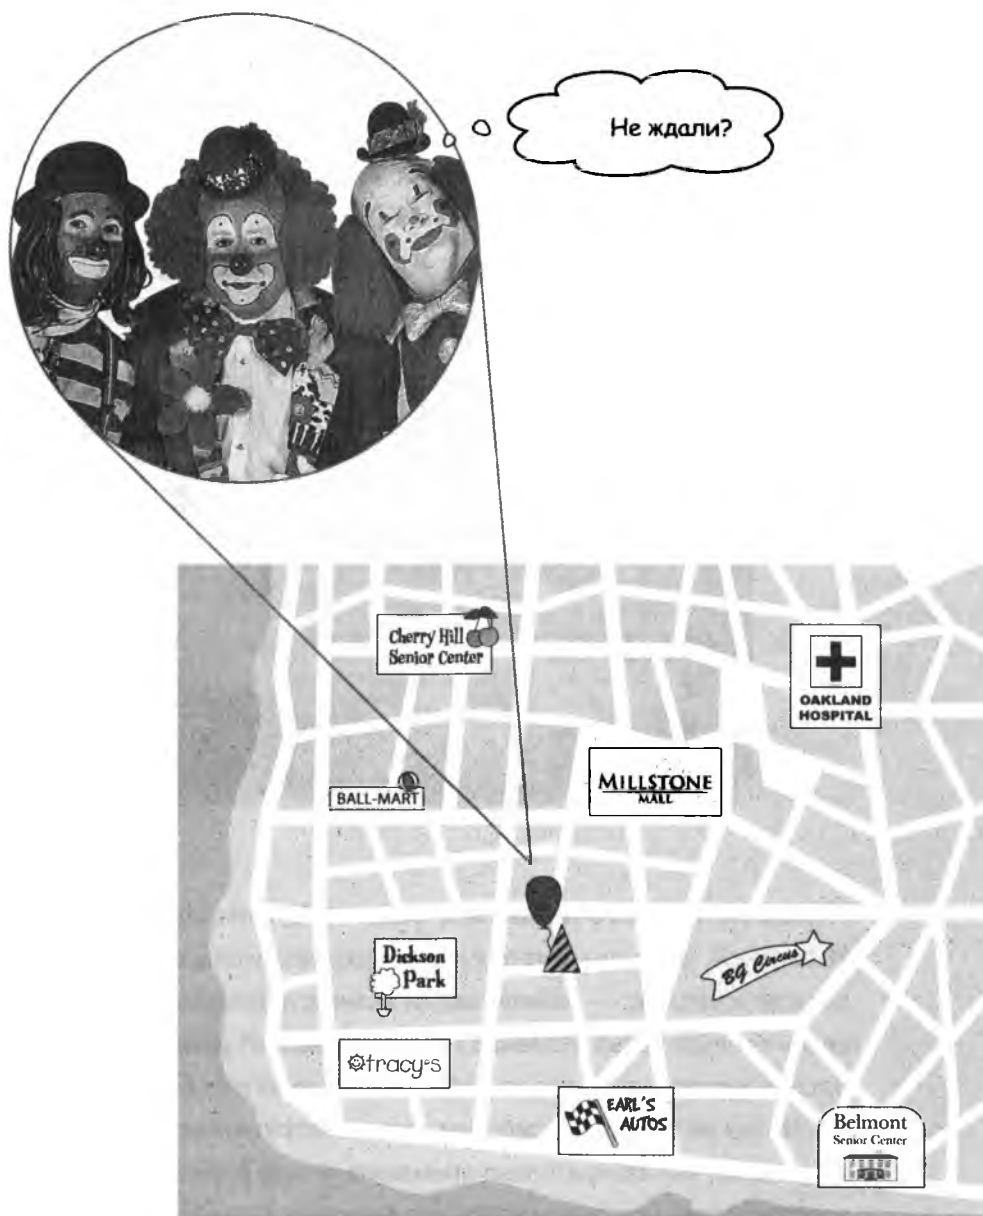 Не ждали?
Cherry Hill
Senior Center
OAKLAND
HOSPITAL
MILLSTONE
MALL
BALL-MART
Dickson
Park
BG Circus
tracy's
EARL'S
AUTOS
Belmont
Senior Center